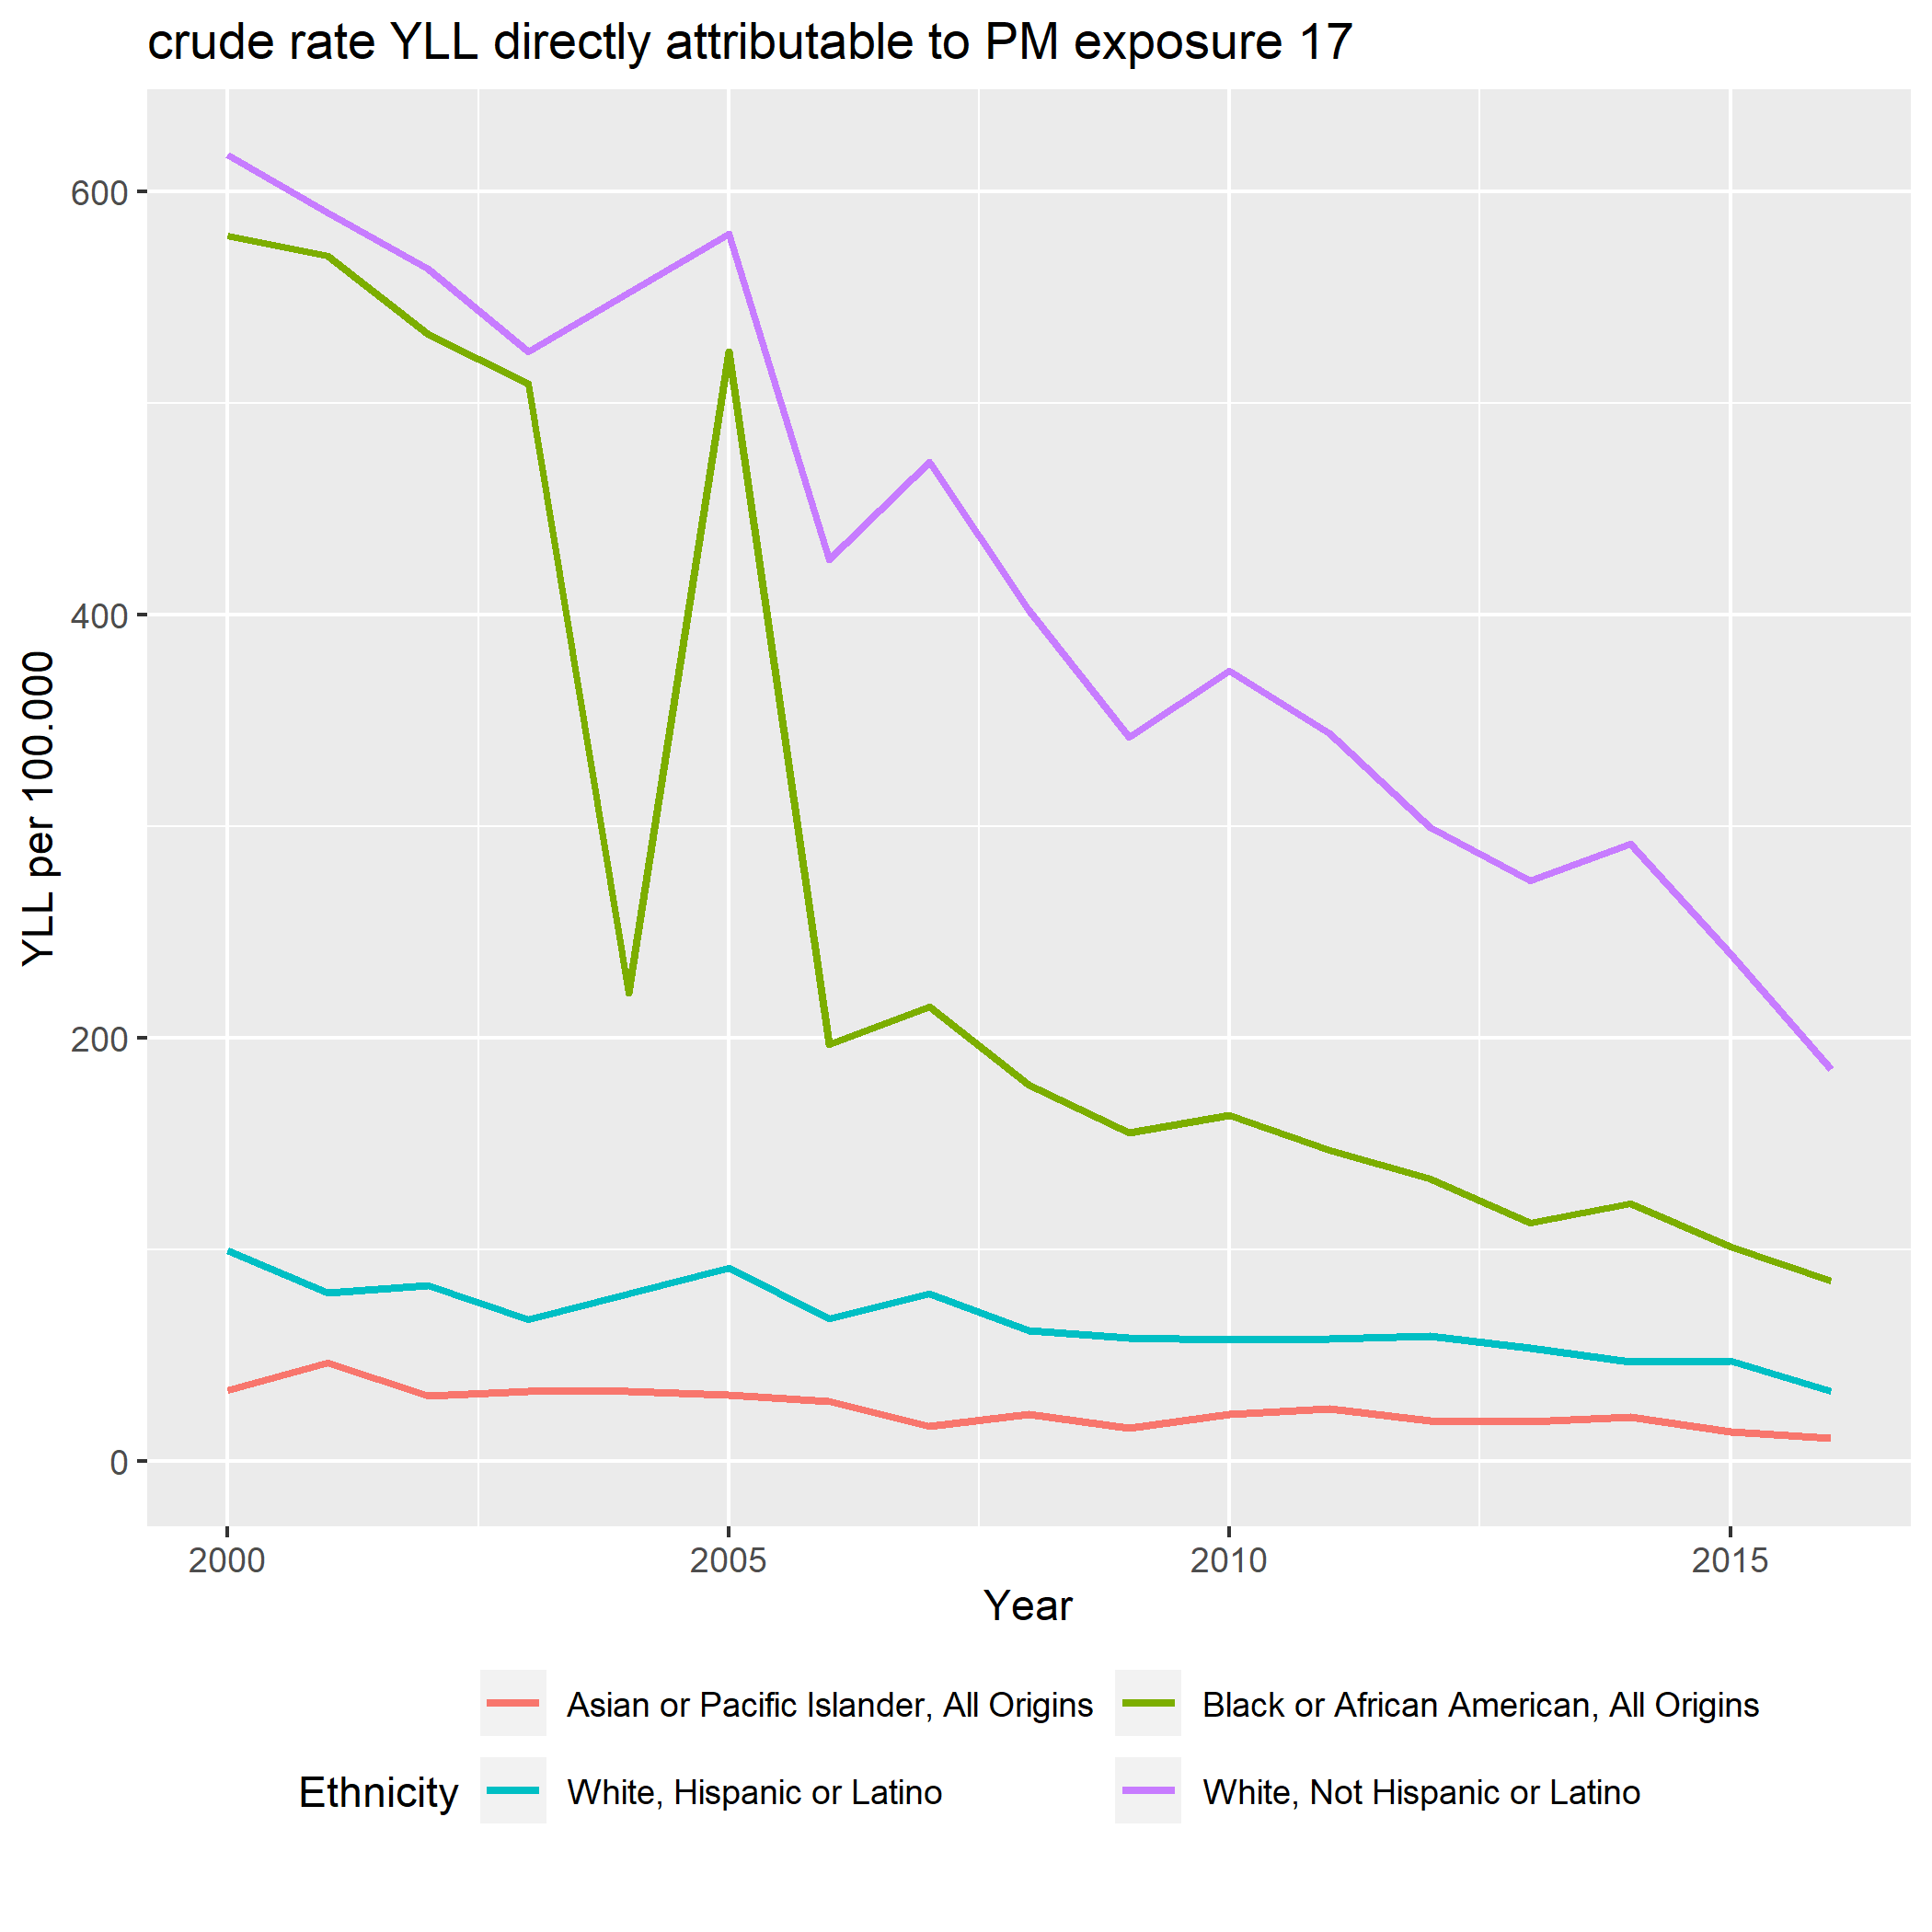 crude rate YLL directly attributable to PM exposure 17
YLL per 100.000
600
400
200
0
2000 2005 2010 2015
Year
Ethnicity
Asian or Pacific Islander, All Origins
Black or African American, All Origins
White, Hispanic or Latino
White, Not Hispanic or Latino